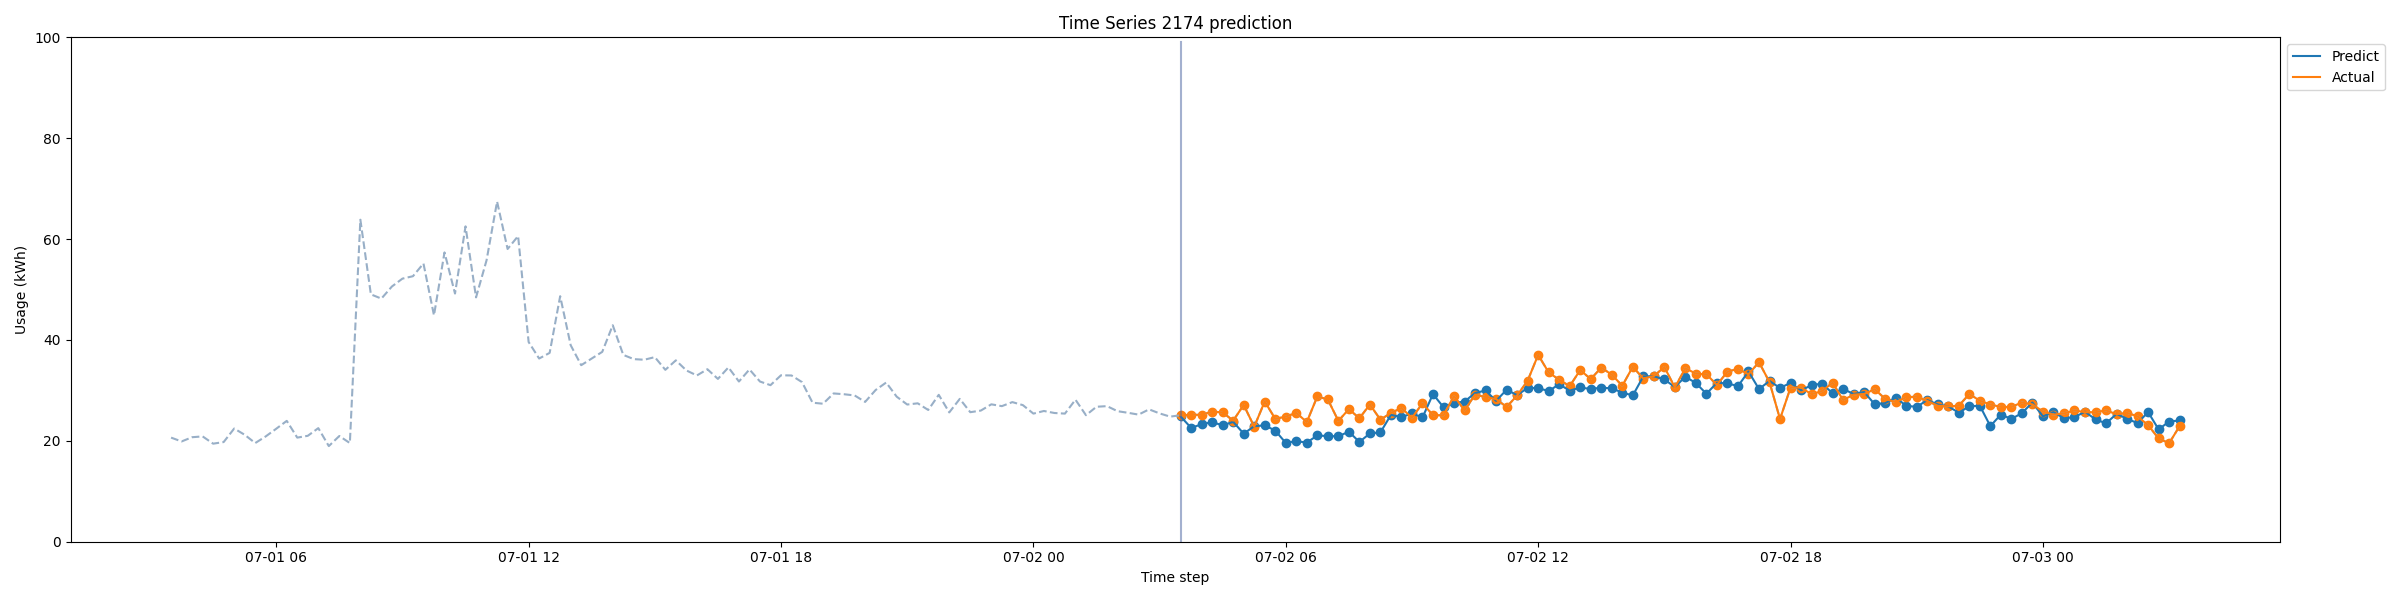 Time Series 2174 prediction
Predict
Actual
Usage (kWh)
100
80
60
40
20
0
07-01 06
07-01 12
07-01 18
07-02 00
07-02 06
07-02 12
07-02 18
07-03 00
Time step